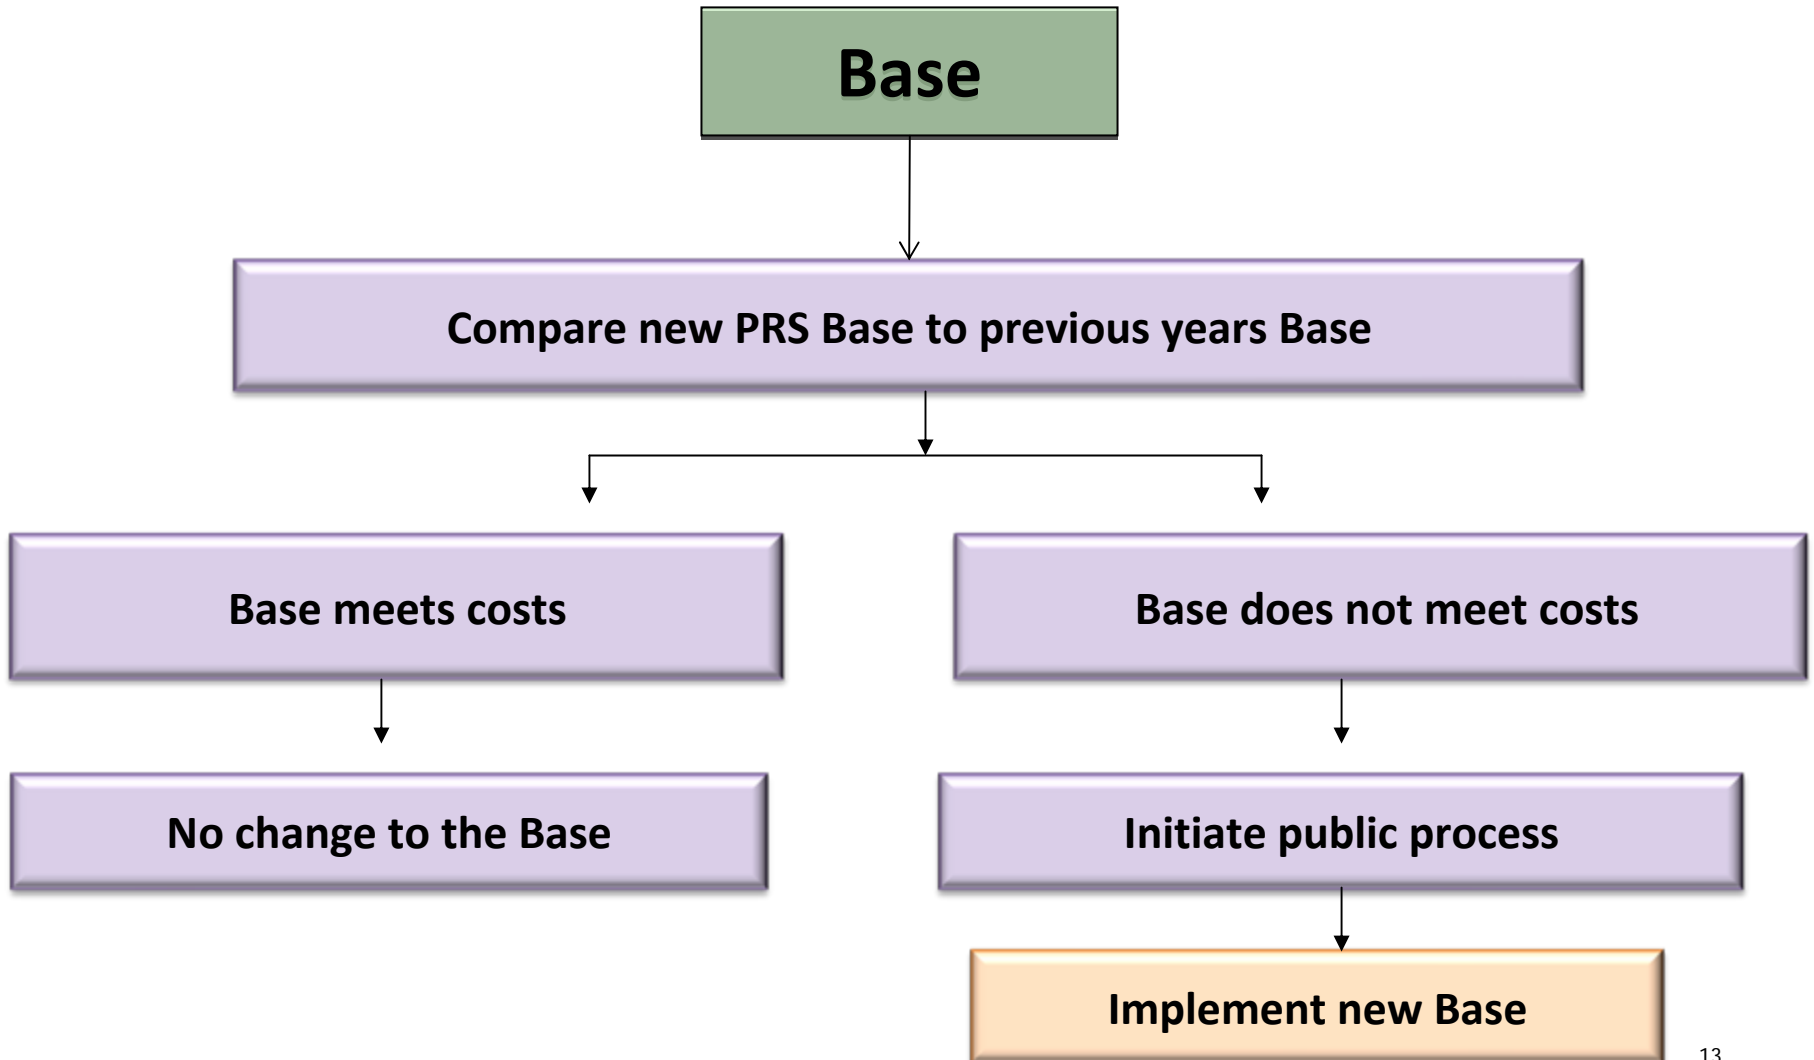 Base
Compare new PRS Base to previous years Base
Base meets costs
Base does not meet costs
No change to the Base
Initiate public process
Implement new Base
13